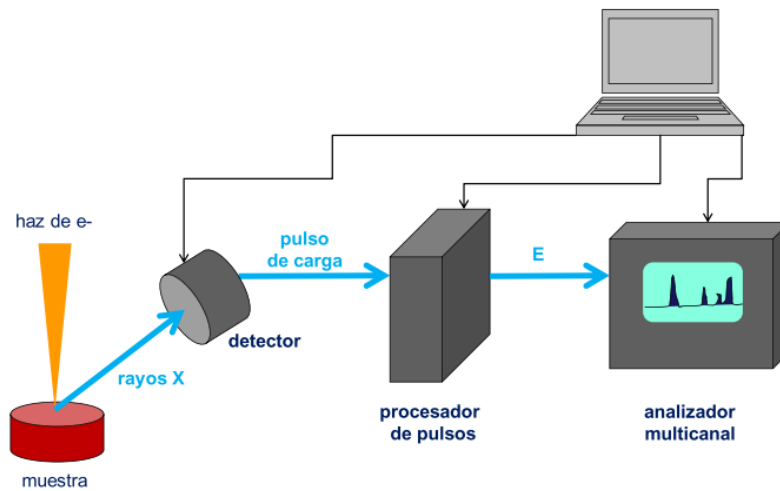 haz de e-
pulso
de carga
E
detector
rayos X
procesador
de pulsos
analizador
multicanal
muestra